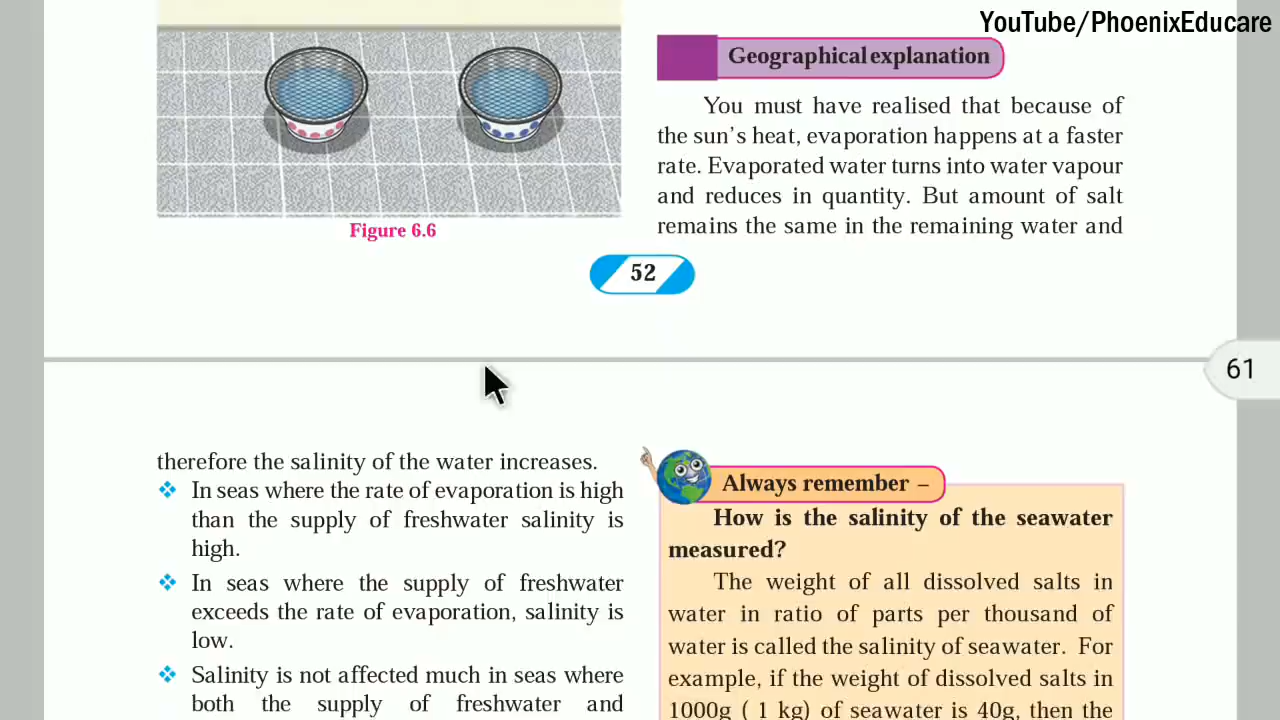 YouTube/PhoenixEducare
Figure 6.6
Geographical explanation
You must have realised that because of
the sun's heat, evaporation happens at a faster
rate. Evaporated water turns into water vapour
and reduces in quantity. But amount of salt
remains the same in the remaining water and
52
61
therefore the salinity of the water increases.
❖ In seas where the rate of evaporation is high
than the supply of freshwater salinity is
high.
❖ In seas where the supply of freshwater
exceeds the rate of evaporation, salinity is
low.
❖ Salinity is not affected much in seas where
both the supply of freshwater and
Always remember –
How is the salinity of the seawater
measured?
The weight of all dissolved salts in
water in ratio of parts per thousand of
water is called the salinity of seawater. For
example, if the weight of dissolved salts in
1000g ( 1 kg) of seawater is 40g, then the